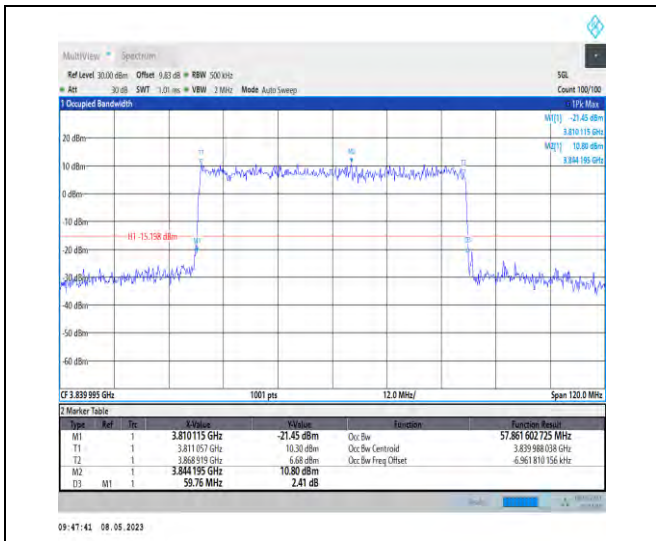 MultiView Spectrum
Ref Level 30.00 dBm Offset 9.83 dB RBW 500 kHz SGL
Att 30 dB SWT 1.01 ms VBW 2 MHz Mode Auto Sweep Count 100/100
1 Occupied Bandwidth 1Pk Max
M1[1] -21.45 dBm
3.810 115 GHz
M2[1] 10.80 dBm
3.844 195 GHz
20 dBm
10 dBm
0 dBm
-10 dBm
H1 -15.198 dBm
-20 dBm
-30 dBm
-40 dBm
-50 dBm
-60 dBm
M2
M1
CF 3.839 995 GHz 1001 pts 12.0 MHz/ Span 120.0 MHz
2 Marker Table
Type Ref Trc X-Value Y-Value Function Function Result
M1 1 3.810115 GHz -21.45 dBm Occ Bw 57.861 602 725 MHz
T1 1 3.811 057 GHz 10.30 dBm Occ Bw Centroid 3.839 988 038 GHz
T2 1 3.868 919 GHz 6.68 dBm Occ Bw Freq Offset -6.961 810 156 kHz
M2 1 3.844 195 GHz 10.80 dBm
D3 M1 1 59.76 MHz 2.41 dB
09:47:41 08.05.2023